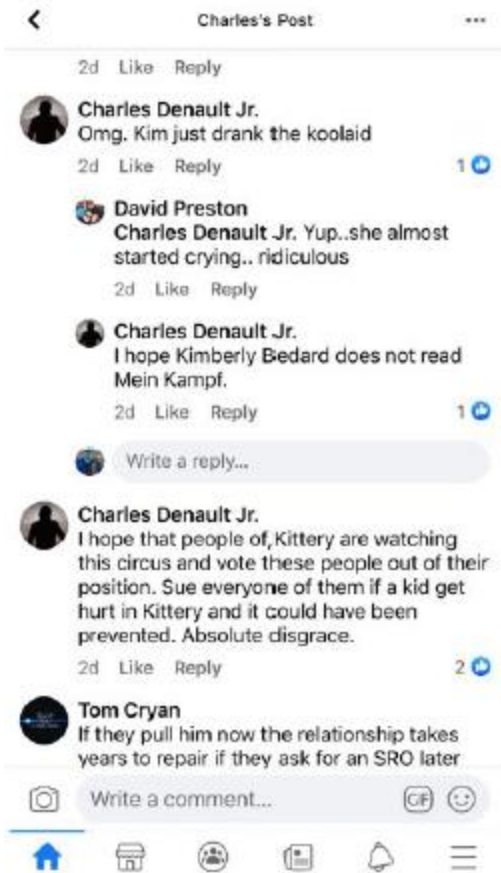 Charles's Post
2d Like Reply
Charles Denault Jr.
Omg. Kim just drank the koolaid
2d Like Reply
1
David Preston
Charles Denault Jr. Yup..she almost
started crying.. ridiculous
2d Like Reply
Charles Denault Jr.
I hope Kimberly Bedard does not read
Mein Kampf.
2d Like Reply
1
Write a reply...
Charles Denault Jr.
I hope that people of,Kittery are watching
this circus and vote these people out of their
position. Sue everyone of them if a kid get
hurt in Kittery and it could have been
prevented. Absolute disgrace.
2d Like Reply
2
Tom Cryan
If they pull him now the relationship takes
years to repair if they ask for an SRO later
Write a comment...
GIF